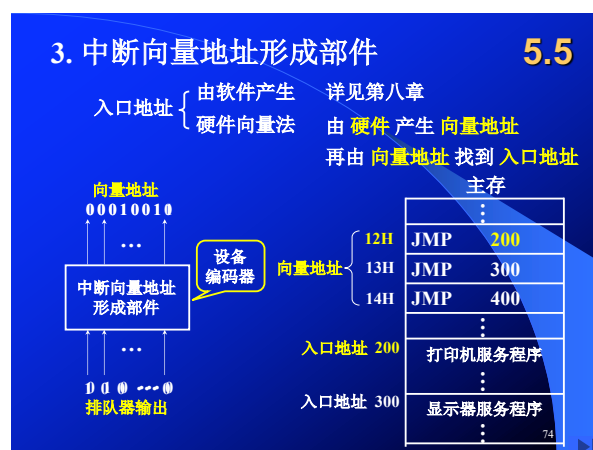 3. 中断向量地址形成部件
5.5
入口地址
由软件产生 详见第八章
硬件向量法 由 硬件 产生 向量地址
再由 向量地址 找到 入口地址
向量地址
…
设备
编码器
中断向量地址
形成部件
…
排队器输出
主存
向量地址
12H JMP 200
13H JMP 300
14H JMP 400
入口地址 200
打印机服务程序
入口地址 300
显示器服务程序
74